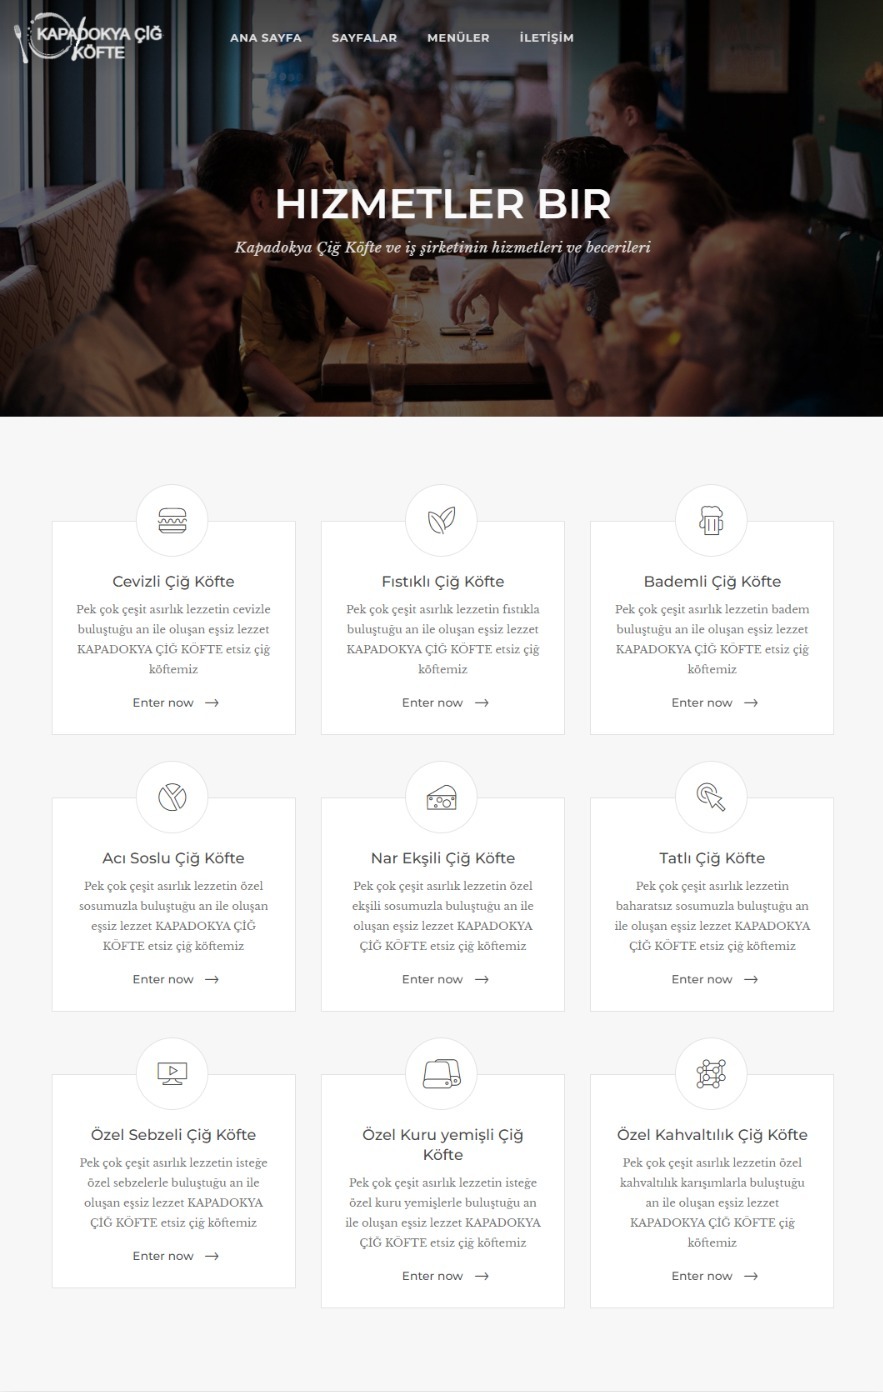 KAPADOKYA ÇİĞ
KÖFTE
ANA SAYFA SAYFALAR MENÜLER İLETİŞİM
HIZMETLER BIR
Kapadokya Çiğ Köfte ve iş şirketinin hizmetleri ve becerileri
Cevizli Çiğ Köfte
Pek çok çeşit asırlık lezzetin cevizle
buluştuğu an ile oluşan eşsiz lezzet
KAPADOKYA ÇİĞ KÖFTE etsiz çiğ
köftemiz
Enter now
Fıstıklı Çiğ Köfte
Pek çok çeşit asırlık lezzetin fıstıkla
buluştuğu an ile oluşan eşsiz lezzet
KAPADOKYA ÇİĞ KÖFTE etsiz çiğ
köftemiz
Enter now
Bademli Çiğ Köfte
Pek çok çeşit asırlık lezzetin badem
buluştuğu an ile oluşan eşsiz lezzet
KAPADOKYA ÇİĞ KÖFTE etsiz çiğ
köftemiz
Enter now
Acı Soslu Çiğ Köfte
Pek çok çeşit asırlık lezzetin özel
sosumuzla buluştuğu an ile oluşan
eşsiz lezzet KAPADOKYA ÇİĞ
KÖFTE etsiz çiğ köftemiz
Enter now
Nar Ekşili Çiğ Köfte
Pek çok çeşit asırlık lezzetin özel
ekşili sosumuzla buluştuğu an ile
oluşan eşsiz lezzet KAPADOKYA
ÇİĞ KÖFTE etsiz çiğ köftemiz
Enter now
Tatlı Çiğ Köfte
Pek çok çeşit asırlık lezzetin
baharatsız sosumuzla buluştuğu an
ile oluşan eşsiz lezzet KAPADOKYA
ÇİĞ KÖFTE etsiz çiğ köftemiz
Enter now
Özel Sebzeli Çiğ Köfte
Pek çok çeşit asırlık lezzetin isteğe
özel sebzelerle buluştuğu an ile
oluşan eşsiz lezzet KAPADOKYA
ÇİĞ KÖFTE etsiz çiğ köftemiz
Enter now
Özel Kuru yemişli Çiğ
Köfte
Pek çok çeşit asırlık lezzetin isteğe
özel kuru yemişlerle buluştuğu an
ile oluşan eşsiz lezzet KAPADOKYA
ÇİĞ KÖFTE etsiz çiğ köftemiz
Enter now
Özel Kahvaltılık Çiğ Köfte
Pek çok çeşit asırlık lezzetin özel
kahvaltılık karışımlarla buluştuğu
an ile oluşan eşsiz lezzet
KAPADOKYA ÇİĞ KÖFTE çiğ
köftemiz
Enter now